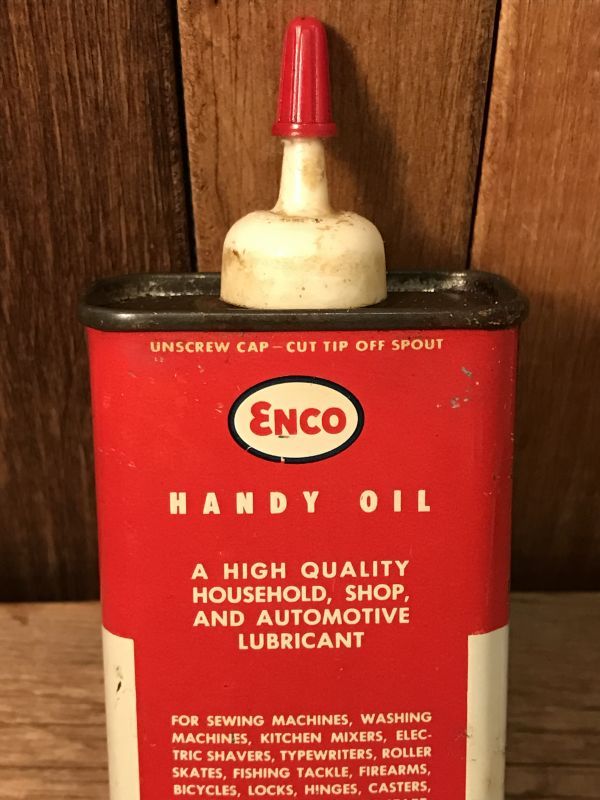 UNSCREW CAP – CUT TIP OFF SPOUT
ENCO
HANDY OIL
A HIGH QUALITY
HOUSEHOLD, SHOP,
AND AUTOMOTIVE
LUBRICANT
FOR SEWING MACHINES, WASHING
MACHINES, KITCHEN MIXERS, ELEC-
TRIC SHAVERS, TYPEWRITERS, ROLLER
SKATES, FISHING TACKLE, FIREARMS,
BICYCLES, LOCKS, HINGES, CASTERS,